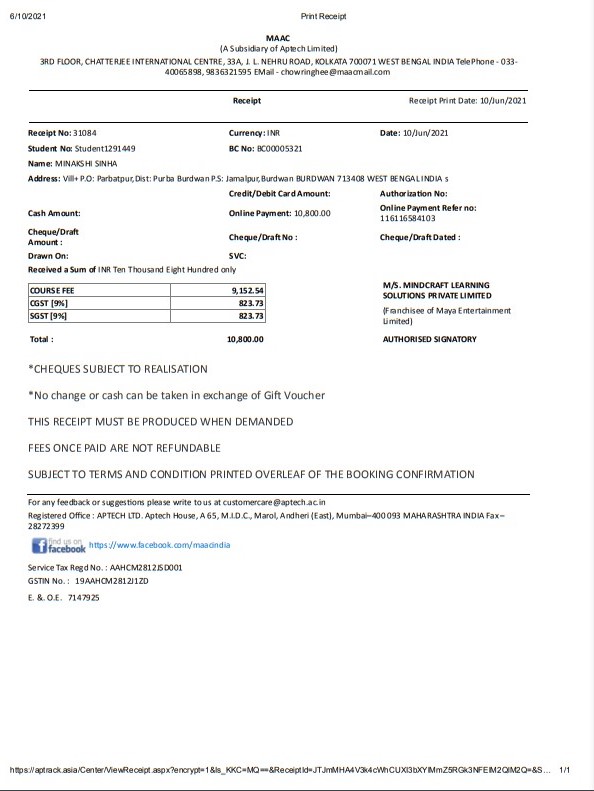 6/10/2021 Print Receipt
MAAC
(A Subsidiary of Aptech Limited)
3RD FLOOR, CHATTERJEE INTERNATIONAL CENTRE, 33A, J. L. NEHRU ROAD, KOLKATA 700071 WEST BENGAL INDIA TelePhone - 033-
40065898, 9836321595 EMail - chowringhee@maacmail.com
Receipt Receipt Print Date: 10/Jun/2021
Receipt No: 31084 Currency: INR Date: 10/Jun/2021
Student No: Student1291449 BC No: BC00005321
Name: MINAKSHI SINHA
Address: Vill+ P.O: Parbatpur,Dist: Purba Burdwan P.S: Jamalpur,Burdwan BURDWAN 713408 WEST BENGAL INDIA s
Credit/Debit Card Amount: Authorization No:
Cash Amount: Online Payment: 10,800.00 Online Payment Refer no:
116116584103
Cheque/Draft
Amount : Cheque/Draft No : Cheque/Draft Dated :
Drawn On: SVC:
Received a Sum of INR Ten Thousand Eight Hundred only
COURSE FEE 9,152.54
CGST [9%] 823.73
SGST [9%] 823.73
M/S. MINDCRAFT LEARNING
SOLUTIONS PRIVATE LIMITED
(Franchisee of Maya Entertainment
Limited)
Total : 10,800.00 AUTHORISED SIGNATORY
*CHEQUES SUBJECT TO REALISATION
*No change or cash can be taken in exchange of Gift Voucher
THIS RECEIPT MUST BE PRODUCED WHEN DEMANDED
FEES ONCE PAID ARE NOT REFUNDABLE
SUBJECT TO TERMS AND CONDITION PRINTED OVERLEAF OF THE BOOKING CONFIRMATION
For any feedback or suggestions please write to us at customercare@aptech.ac.in
Registered Office : APTECH LTD. Aptech House, A 65, M.I.D.C., Marol, Andheri (East), Mumbai–400 093 MAHARASHTRA INDIA Fax –
28272399
find us on
facebook https://www.facebook.com/maacindia
Service Tax Regd No. : AAHCM2812JSD001
GSTIN No. : 19AAHCM2812J1ZD
E. &. O.E. 7147925
https://aptrack.asia/Center/ViewReceipt.aspx?encrypt=1&Is_KKC=MQ==&ReceiptId=JTJmMHA4V3k4cWhCUXl3bXYlMmZ5RGk3NFElM2QlM2Q=&S... 1/1